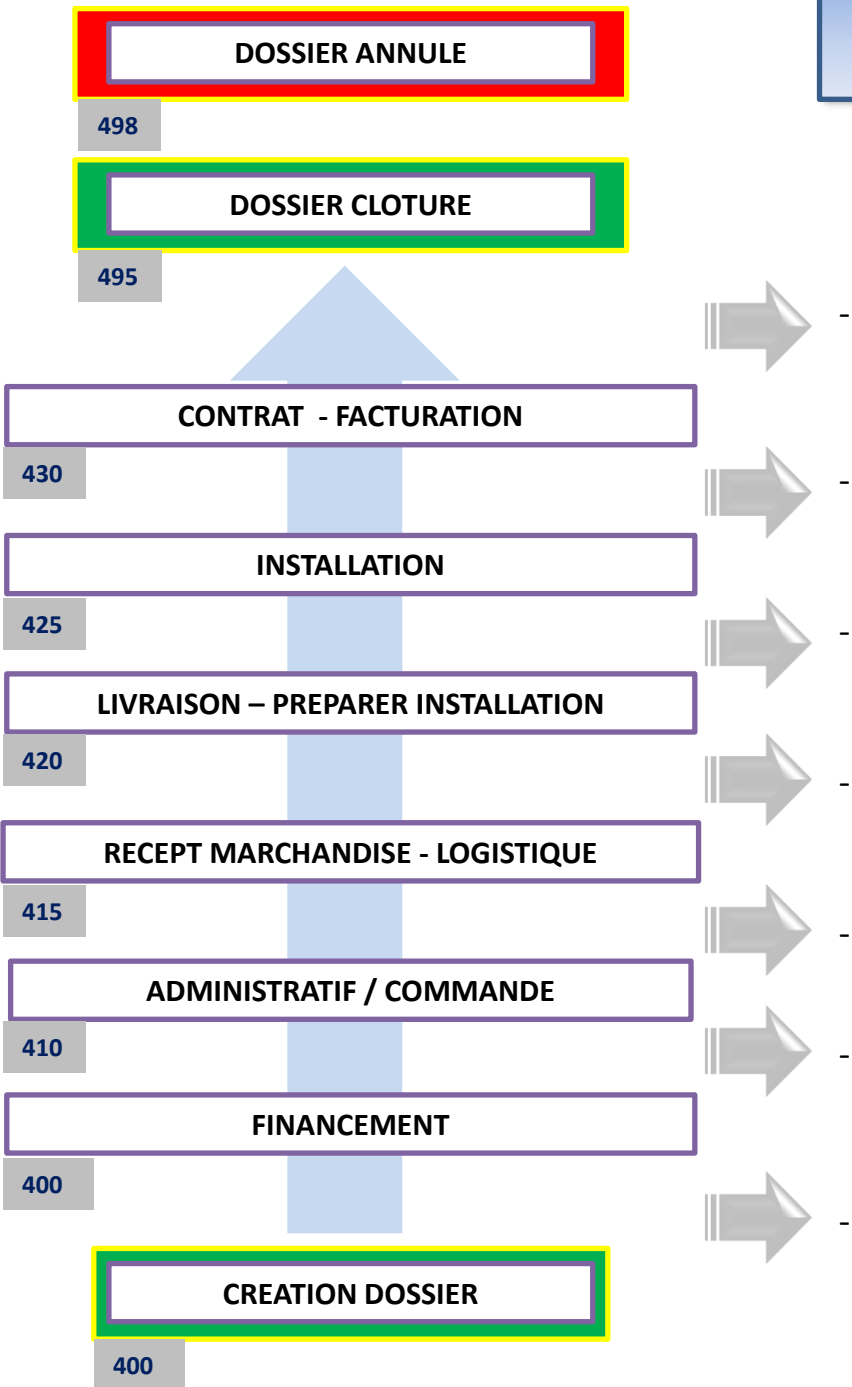 DOSSIER ANNULE
498
DOSSIER CLOTURE
495
-
CONTRAT - FACTURATION
430
-
INSTALLATION
425
-
LIVRAISON – PREPARER INSTALLATION
420
-
RECEPT MARCHANDISE - LOGISTIQUE
415
-
ADMINISTRATIF / COMMANDE
410
-
FINANCEMENT
400
-
CREATION DOSSIER
400